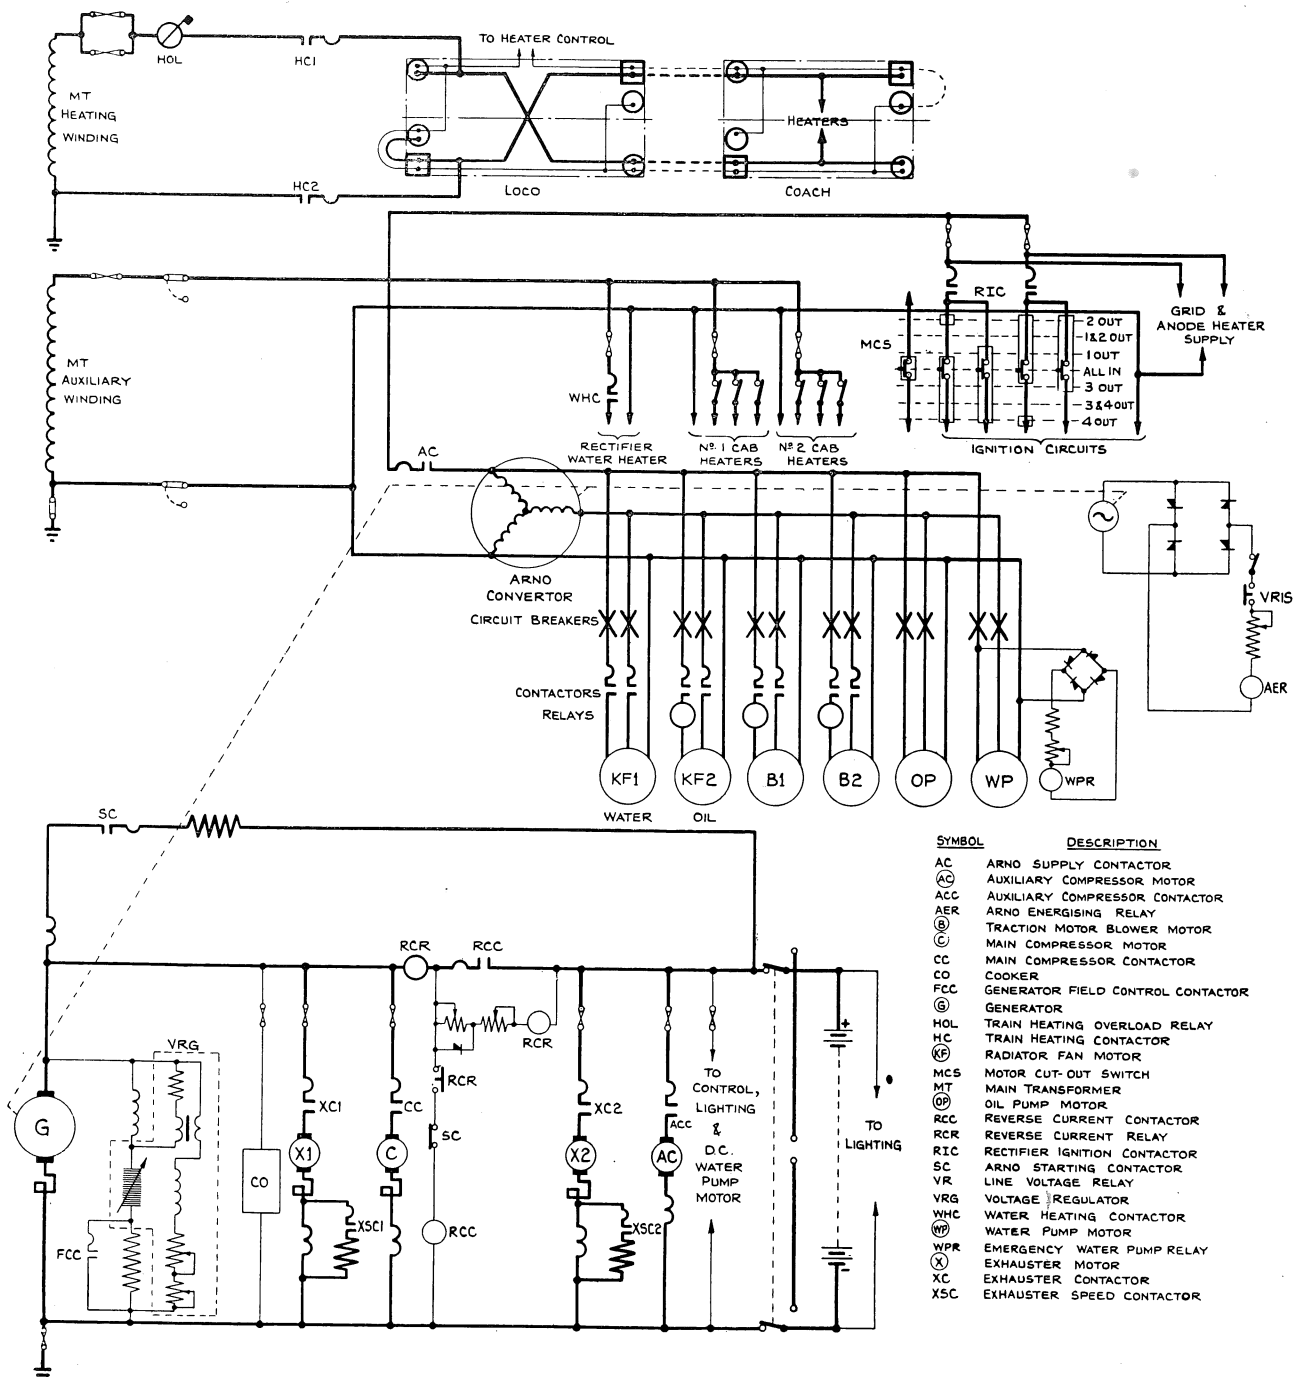 HOL
HC1
TO HEATER CONTROL
MT
HEATING
WINDING
HEATERS
HC2
LOCO
COACH
RIC
GRID &
ANODE HEATER
SUPPLY
MCS
2 OUT
1&2 OUT
1 OUT
ALL IN
3 OUT
3&4 OUT
4 OUT
IGNITION CIRCUITS
MT
AUXILIARY
WINDING
WHC
RECTIFIER
WATER HEATER
Nº. 1 CAB
HEATERS
Nº 2 CAB
HEATERS
AC
ARNO
CONVERTOR
CIRCUIT BREAKERS
CONTACTORS
RELAYS
VRIS
AER
KF1
KF2
B1
B2
OP
WP
WPR
WATER
OIL
SC
RCR
RCC
VRG
RCR
RCR
SC
RCC
G
FCC
CO
XC1
X1
XSC1
CC
C
XC2
X2
XSC2
ACC
AC
TO
CONTROL,
LIGHTING
&
D.C.
WATER
PUMP
MOTOR
+
-
TO
LIGHTING
SYMBOL DESCRIPTION
AC ARNO SUPPLY CONTACTOR
AC AUXILIARY COMPRESSOR MOTOR
ACC AUXILIARY COMPRESSOR CONTACTOR
AER ARNO ENERGISING RELAY
B TRACTION MOTOR BLOWER MOTOR
C MAIN COMPRESSOR MOTOR
CC MAIN COMPRESSOR CONTACTOR
CO COOKER
FCC GENERATOR FIELD CONTROL CONTACTOR
G GENERATOR
HOL TRAIN HEATING OVERLOAD RELAY
HC TRAIN HEATING CONTACTOR
KF RADIATOR FAN MOTOR
MCS MOTOR CUT-OUT SWITCH
MT MAIN TRANSFORMER
OP OIL PUMP MOTOR
RCC REVERSE CURRENT CONTACTOR
RCR REVERSE CURRENT RELAY
RIC RECTIFIER IGNITION CONTACTOR
SC ARNO STARTING CONTACTOR
VR LINE VOLTAGE RELAY
VRG VOLTAGE REGULATOR
WHC WATER HEATING CONTACTOR
WP WATER PUMP MOTOR
WPR EMERGENCY WATER PUMP RELAY
X EXHAUSTER MOTOR
XC EXHAUSTER CONTACTOR
XSC EXHAUSTER SPEED CONTACTOR